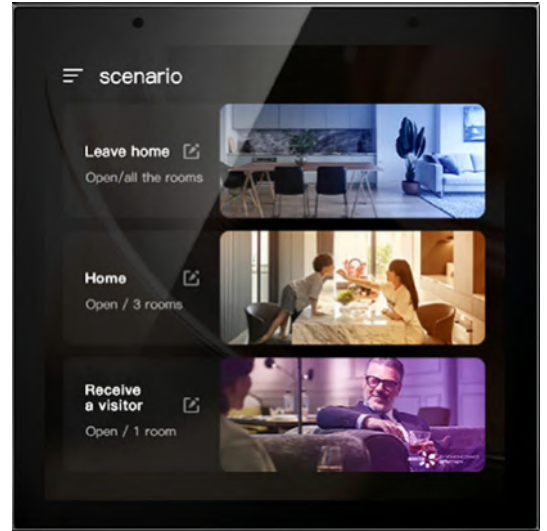 scenario
Leave home
Open/all the rooms
Home
Open / 3 rooms
Receive
a visitor
Open / 1 room